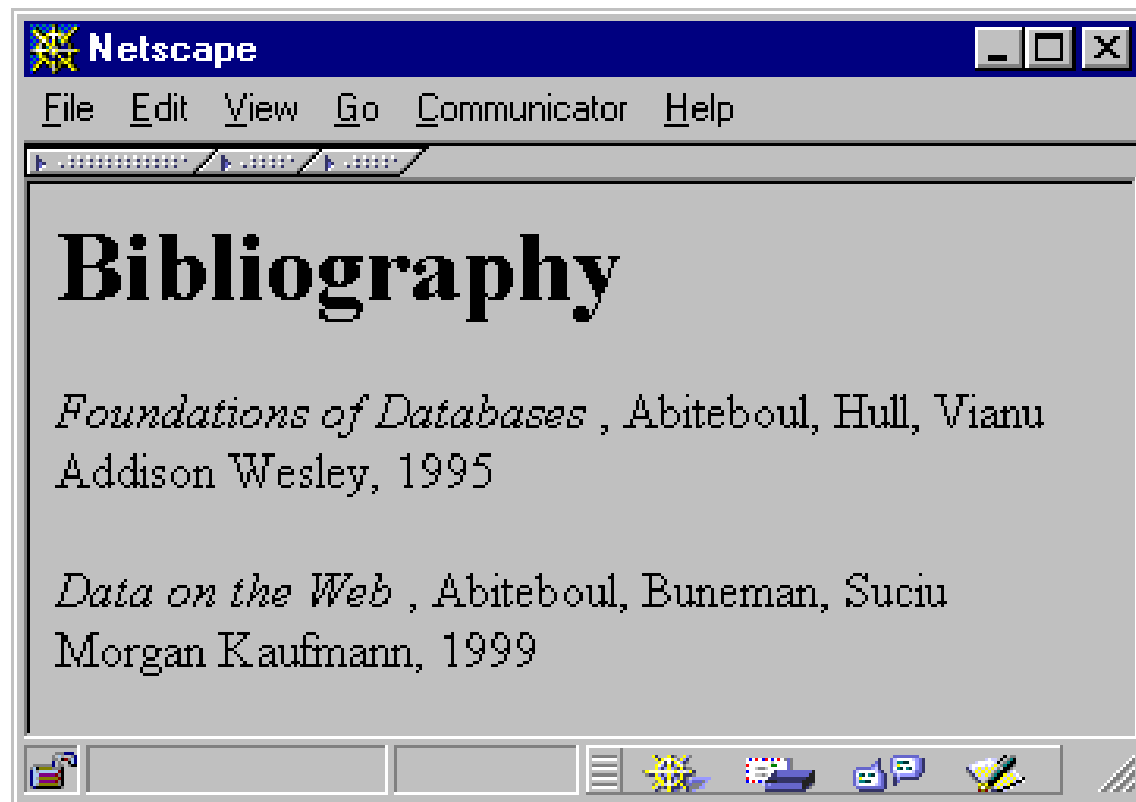 Netscape
File Edit View Go Communicator Help
Bibliography
Foundations of Databases , Abiteboul, Hull, Vianu
Addison Wesley, 1995
Data on the Web , Abiteboul, Buneman, Suciu
Morgan Kaufmann, 1999